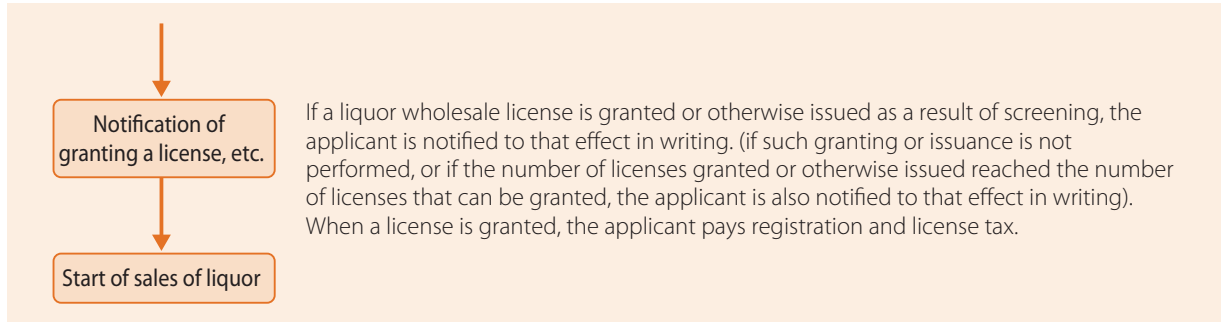 Notification of
granting a license, etc.
If a liquor wholesale license is granted or otherwise issued as a result of screening, the
applicant is notified to that effect in writing. (if such granting or issuance is not
performed, or if the number of licenses granted or otherwise issued reached the number
of licenses that can be granted, the applicant is also notified to that effect in writing).
When a license is granted, the applicant pays registration and license tax.
Start of sales of liquor